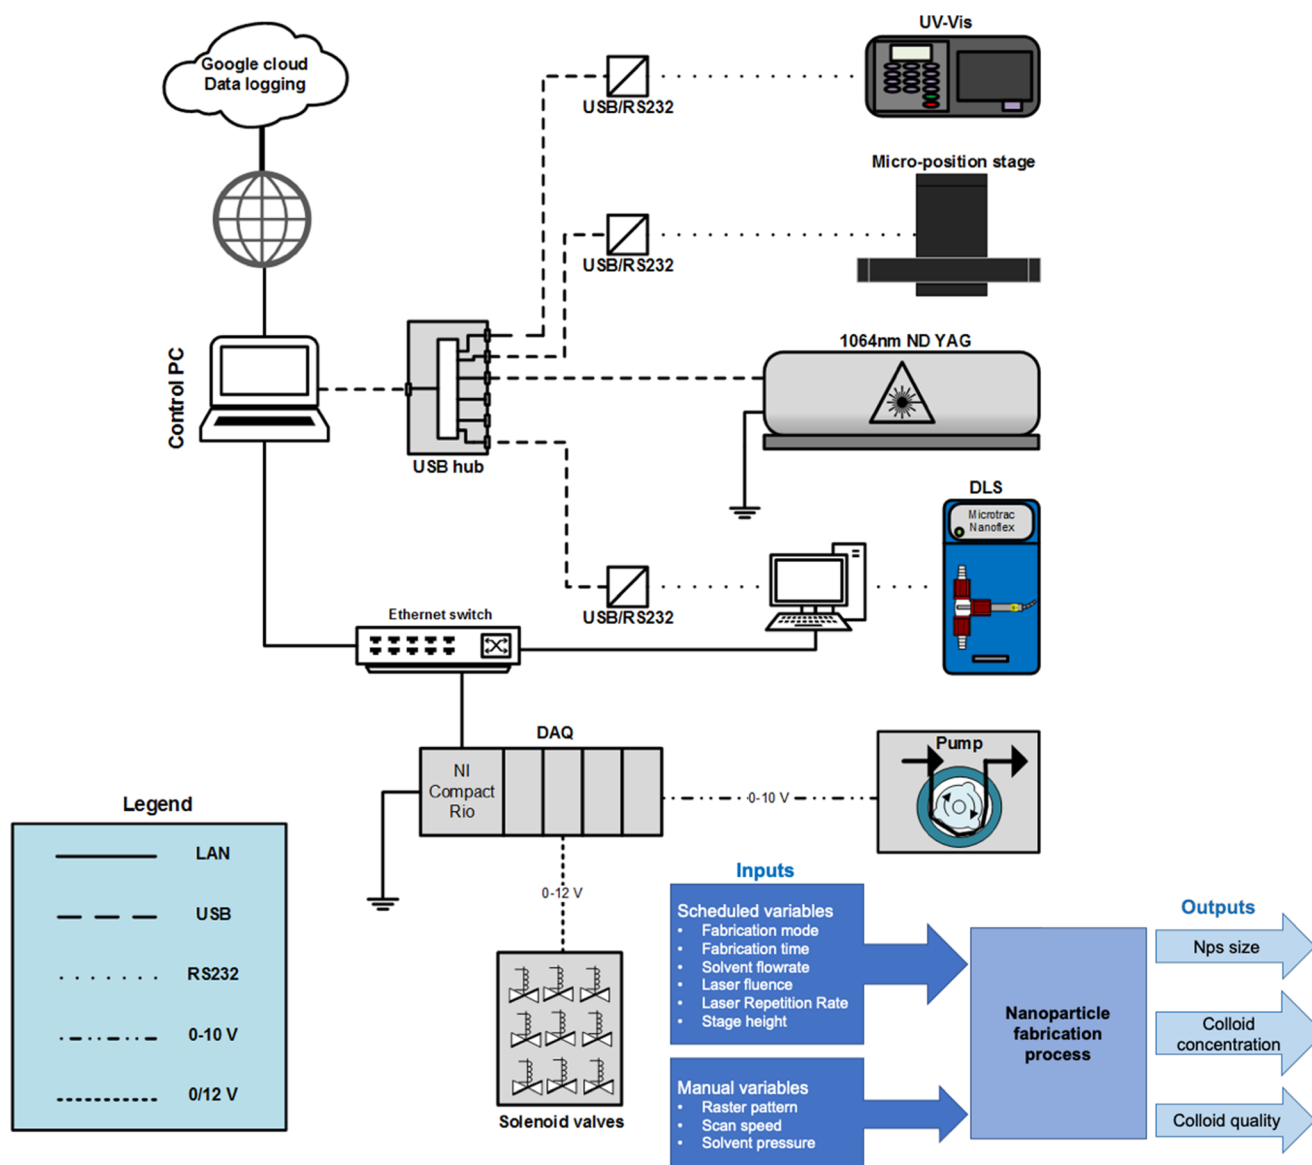 UV-Vis
Google cloud
Data logging
USB/RS232
Micro-position stage
USB/RS232
1064nm ND YAG
Control PC
USB hub
DLS
Microtrac
Nanoflex
Ethernet switch
USB/RS232
DAQ
Pump
NI
Compact
Rio
0-10 V
Legend
LAN
USB
RS232
0-10 V
0/12 V
0-12 V
Solenoid valves
Inputs
Scheduled variables
• Fabrication mode
• Fabrication time
• Solvent flowrate
• Laser fluence
• Laser Repetition Rate
• Stage height
Manual variables
• Raster pattern
• Scan speed
• Solvent pressure
Nanoparticle
fabrication
process
Outputs
Nps size
Colloid
concentration
Colloid quality